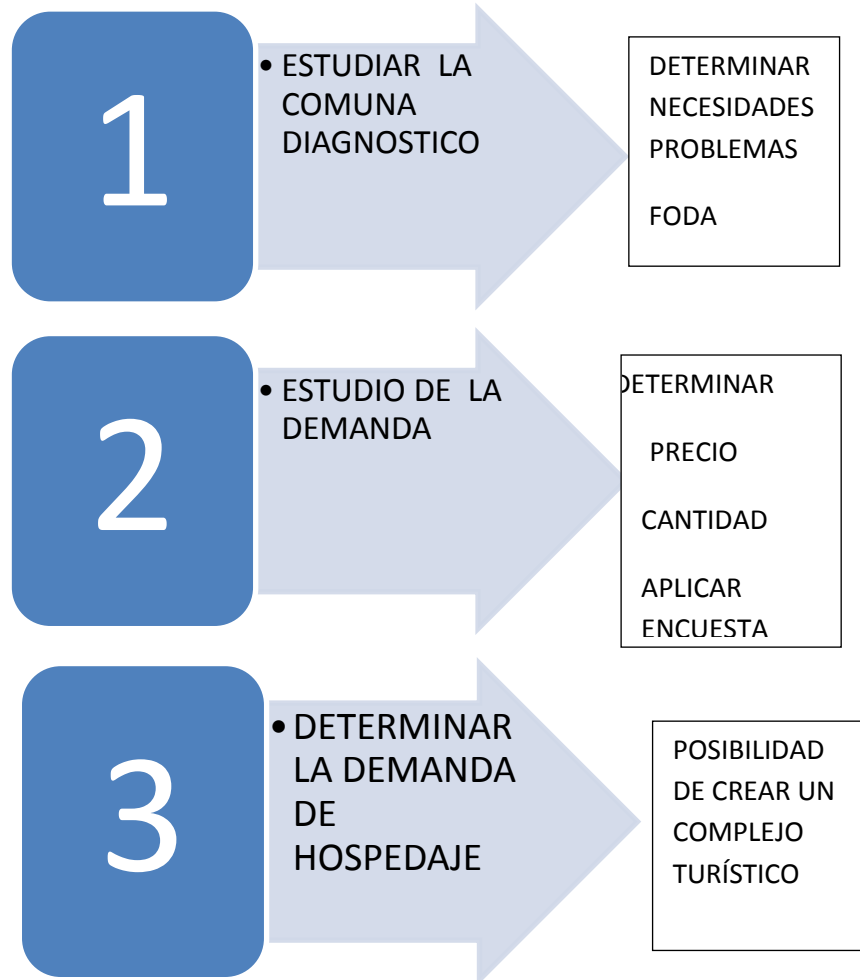 1
• ESTUDIAR LA
COMUNA
DIAGNOSTICO
DETERMINAR
NECESIDADES
PROBLEMAS
FODA
2
• ESTUDIO DE LA
DEMANDA
DETERMINAR
PRECIO
CANTIDAD
APLICAR
ENCUESTA
3
• DETERMINAR
LA DEMANDA
DE
HOSPEDAJE
POSIBILIDAD
DE CREAR UN
COMPLEJO
TURÍSTICO